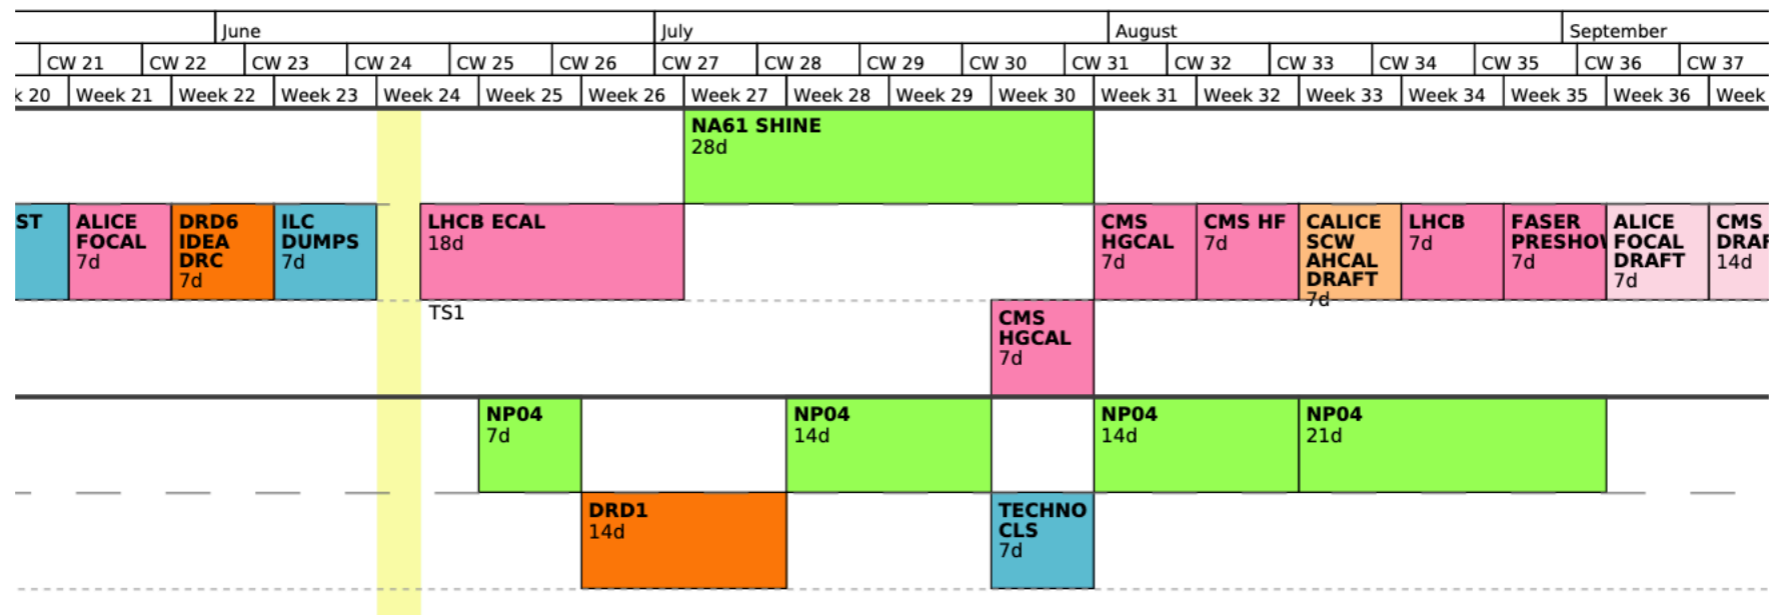 June July August September
CW 21 CW 22 CW 23 CW 24 CW 25 CW 26 CW 27 CW 28 CW 29 CW 30 CW 31 CW 32 CW 33 CW 34 CW 35 CW 36 CW 37
k 20 Week 21 Week 22 Week 23 Week 24 Week 25 Week 26 Week 27 Week 28 Week 29 Week 30 Week 31 Week 32 Week 33 Week 34 Week 35 Week 36 Week
NA61 SHINE
28d
ST
ALICE
FOCAL
7d
DRD6
IDEA
DRC
7d
ILC
DUMPS
7d
LHCB ECAL
18d
CMS
HGCAL
7d
CMS HF
7d
CALICE
SCW
AHCAL
DRAFT
7d
LHCB
7d
FASER
PRESHO
7d
ALICE
FOCAL
DRAFT
7d
CMS
DRAF
14d
TS1
CMS
HGCAL
7d
NP04
7d
NP04
14d
NP04
14d
NP04
21d
DRD1
14d
TECHNO
CLS
7d